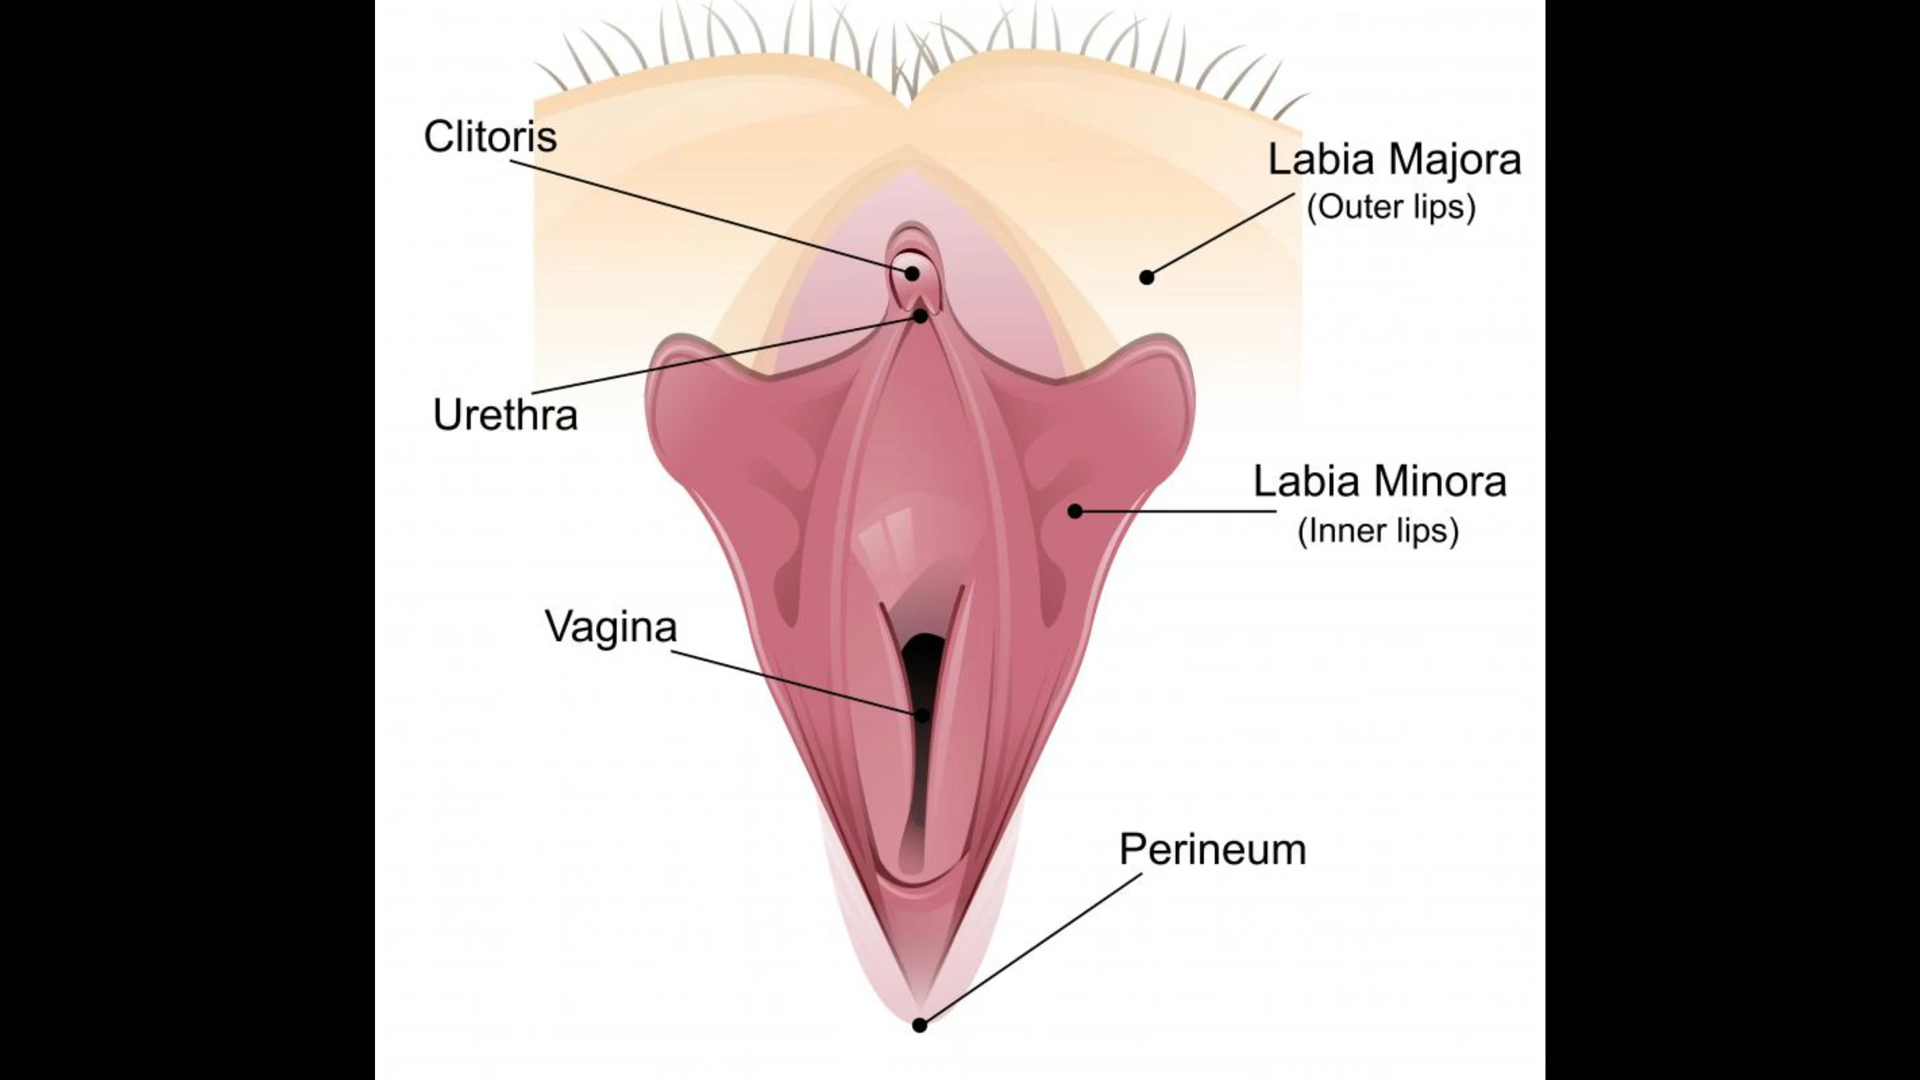 Clitoris
Labia Majora
(Outer lips)
Urethra
Labia Minora
(Inner lips)
Vagina
Perineum